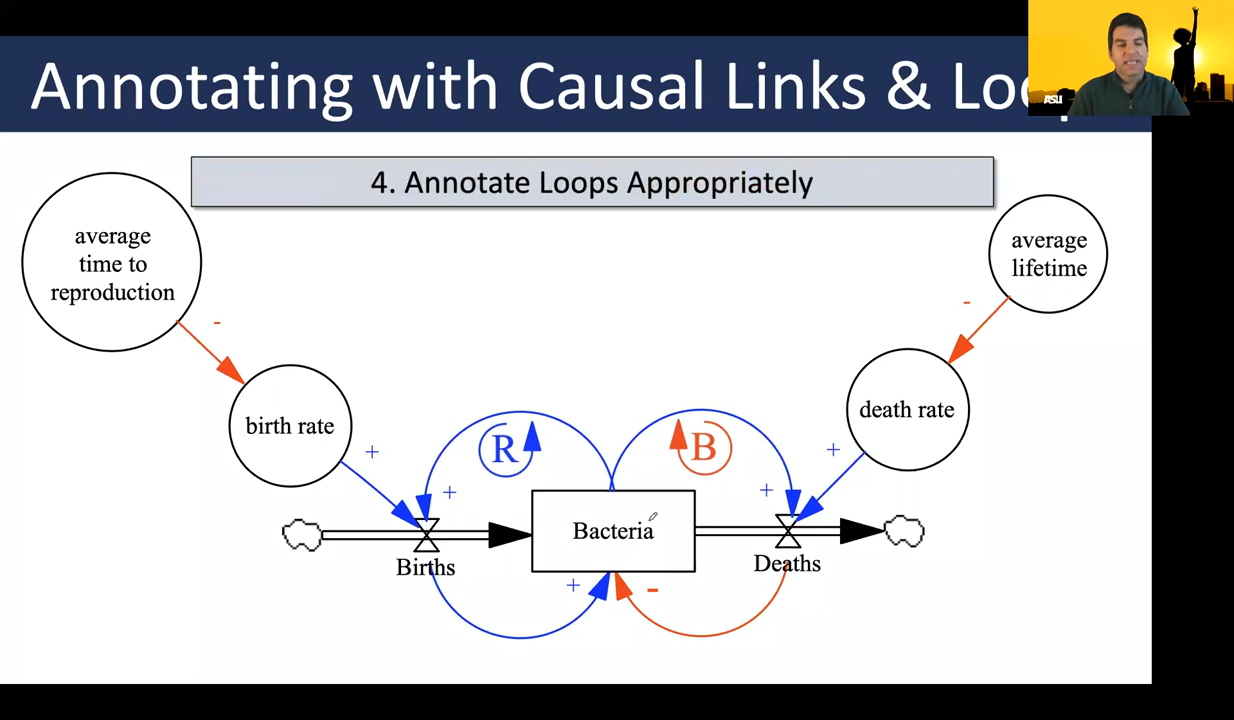 Annotating with Causal Links & Loo
ASU
4. Annotate Loops Appropriately
average
time to
reproduction
average
lifetime
-
-
birth rate
death rate
+
+
R
B
+
+
Bacteria
Births
Deaths
+
-